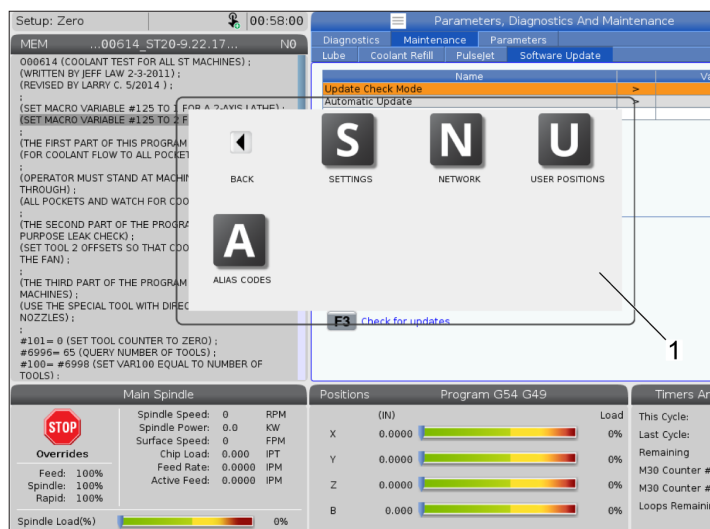 Setup: Zero
00:58:00
Parameters, Diagnostics And Maintenance
MEM ...00614_ST20-9.22.17... N0
O00614 (COOLANT TEST FOR ALL ST MACHINES) ;
(WRITTEN BY JEFF LAW 2-3-2011) ;
(REVISED BY LARRY C. 5/2014 ) ;
;
(SET MACRO VARIABLE #125 TO 1 FOR A 2-AXIS LATHE) ;
(SET MACRO VARIABLE #125 TO 2 F
;
(THE FIRST PART OF THIS PROGRAM
(FOR COOLANT FLOW TO ALL POCKET
;
(OPERATOR MUST STAND AT MACHIN
THROUGH) ;
(ALL POCKETS AND WATCH FOR COO
;
(THE SECOND PART OF THE PROGRA
PURPOSE LEAK CHECK) ;
(SET TOOL 2 OFFSETS SO THAT COO
THE FAN) ;
;
(THE THIRD PART OF THE PROGRAM
MACHINES) ;
(USE THE SPECIAL TOOL WITH DIREC
NOZZLES) ;
;
#101= 0 (SET TOOL COUNTER TO ZERO) ;
#6996= 65 (QUERY NUMBER OF TOOLS) ;
#100= #6998 (SET VAR100 EQUAL TO NUMBER OF
TOOLS) ;
Diagnostics Maintenance Parameters
Lube Coolant Refill PulseJet Software Update
Name Va
Update Check Mode >
Automatic Update >
BACK
S
SETTINGS
N
NETWORK
U
USER POSITIONS
A
ALIAS CODES
F3 Check for updates
1
Main Spindle
STOP
Overrides
Feed: 100%
Spindle: 100%
Rapid: 100%
Spindle Speed: 0 RPM
Spindle Power: 0.0 KW
Surface Speed: 0 FPM
Chip Load: 0.000 IPT
Feed Rate: 0.0000 IPM
Active Feed: 0.0000 IPM
Spindle Load(%) 0%
Positions Program G54 G49
(IN) Load
X 0.0000 0%
Y 0.0000 0%
Z 0.0000 0%
B 0.000 0%
Timers An
This Cycle:
Last Cycle:
Remaining
M30 Counter #
M30 Counter #
Loops Remaini